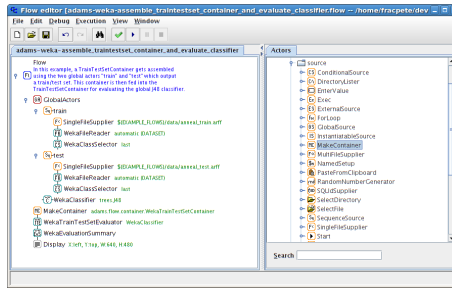 Flow editor [adams-weka-assemble_traintestset_container_and_evaluate_classifier.flow -- /home/fracpete/dev
File Edit Debug Execution View Window
adams-weka-assemble_traintestset_container_and_evaluate_classifier
Flow
In this example, a TrainTestSetContainer gets assembled
using the two global actors "train" and "test" which output
a train/test set. This container is then fed into the
TrainTestSetContainer for evaluating the global J48 classifier.
GlobalActors
train
SingleFileSupplier ${EXAMPLE_FLOWS}/data/anneal_train.arff
WekaFileReader automatic (DATASET)
WekaClassSelector last
test
SingleFileSupplier ${EXAMPLE_FLOWS}/data/anneal_test.arff
WekaFileReader automatic (DATASET)
WekaClassSelector last
WekaClassifier trees.J48
MakeContainer adams.flow.container.WekaTrainTestSetContainer
WekaTrainTestSetEvaluator WekaClassifier
WekaEvaluationSummary
Display X:left, Y:top, W:640, H:480
Actors
source
ConditionalSource
DirectoryLister
EnterValue
Exec
ExternalSource
ForLoop
GlobalSource
InstantiatableSource
MakeContainer
MultiFileSupplier
NamedSetup
PasteFromClipboard
RandomNumberGenerator
SQLIdSupplier
SelectDirectory
SelectFile
SequenceSource
SingleFileSupplier
Start
Search